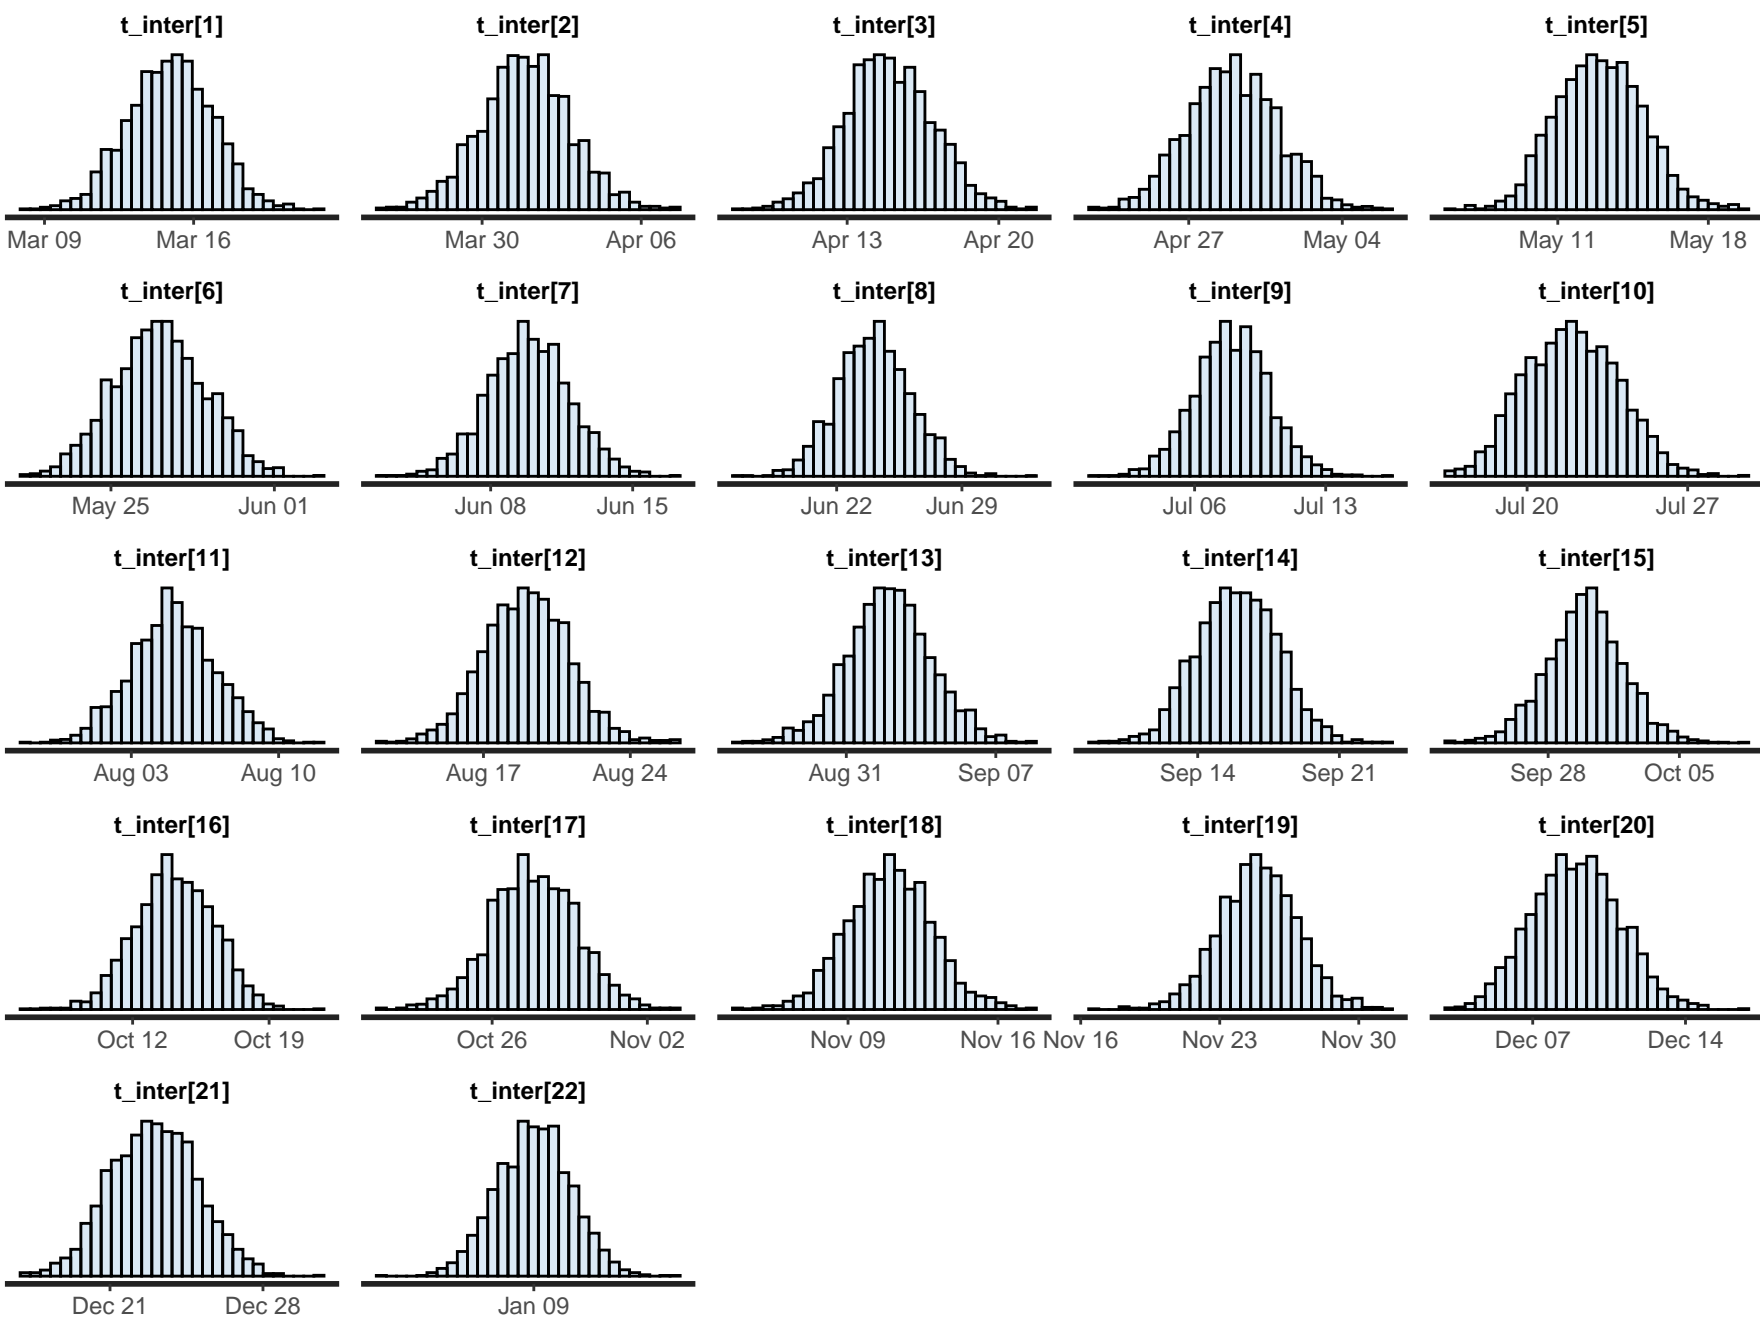 t_inter[1] t_inter[2] t_inter[3] t_inter[4] t_inter[5]
Mar 09 Mar 16 Mar 30 Apr 06 Apr 13 Apr 20 Apr 27 May 04 May 11 May 18
t_inter[6] t_inter[7] t_inter[8] t_inter[9] t_inter[10]
May 25 Jun 01 Jun 08 Jun 15 Jun 22 Jun 29 Jul 06 Jul 13 Jul 20 Jul 27
t_inter[11] t_inter[12] t_inter[13] t_inter[14] t_inter[15]
Aug 03 Aug 10 Aug 17 Aug 24 Aug 31 Sep 07 Sep 14 Sep 21 Sep 28 Oct 05
t_inter[16] t_inter[17] t_inter[18] t_inter[19] t_inter[20]
Oct 12 Oct 19 Oct 26 Nov 02 Nov 09 Nov 16 Nov 16 Nov 23 Nov 30 Dec 07 Dec 14
t_inter[21] t_inter[22]
Dec 21 Dec 28 Jan 09